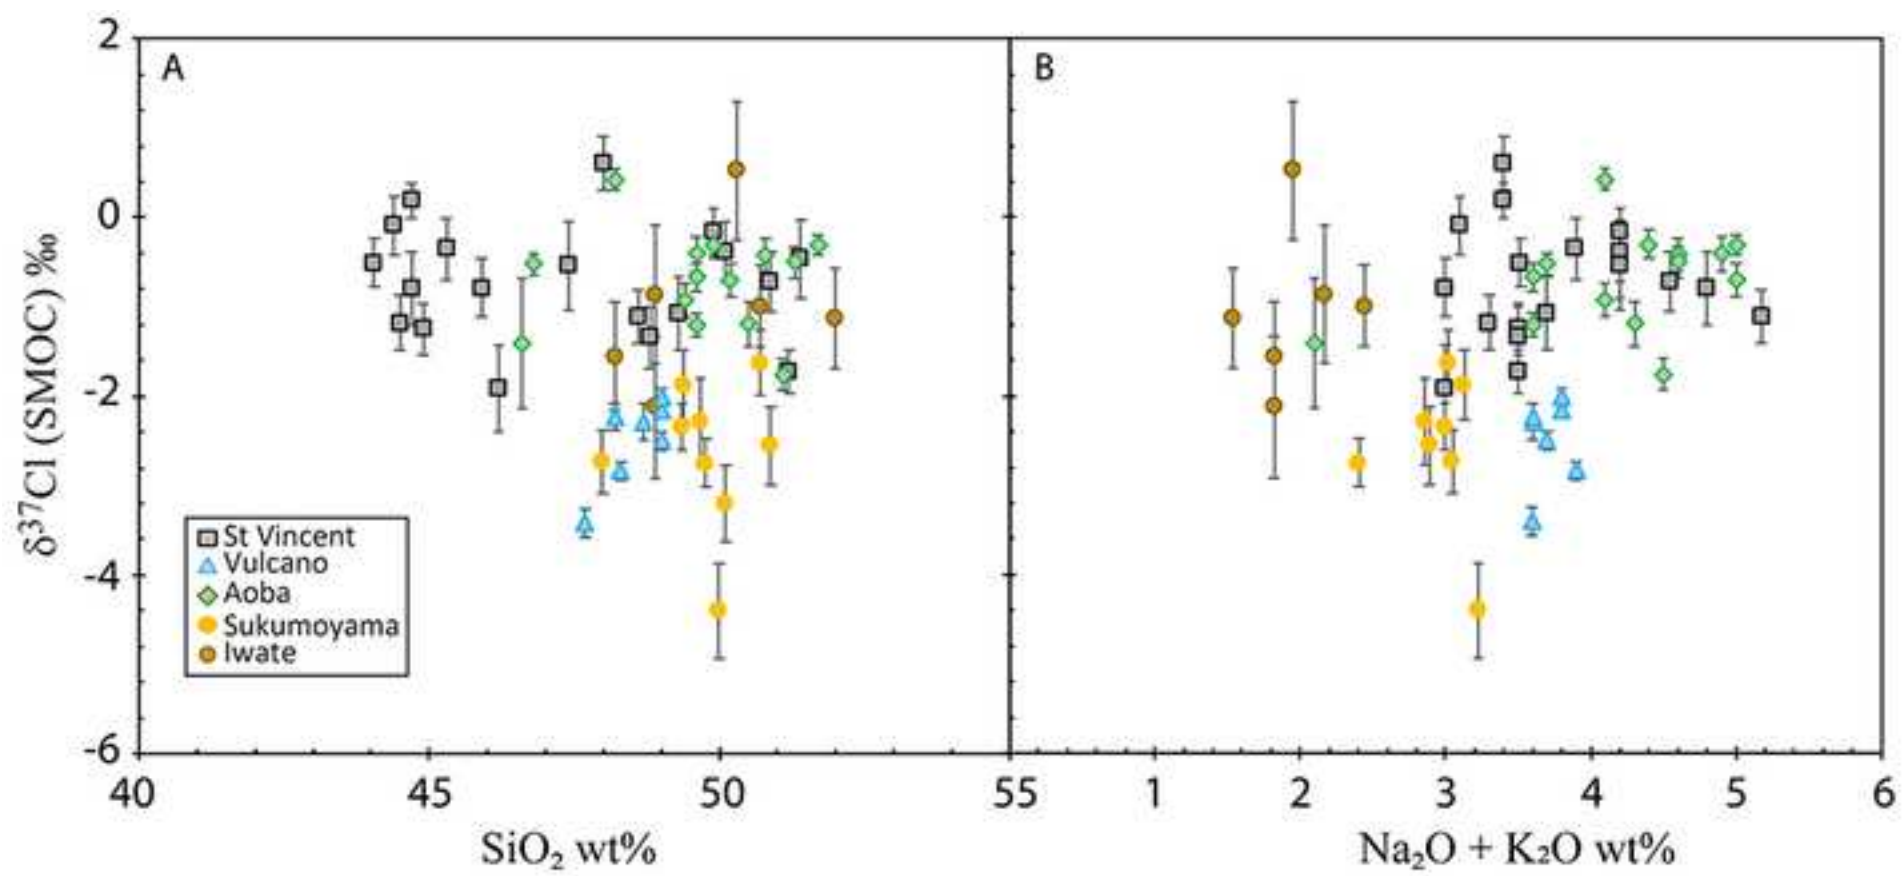 2
0
-2
-4
-6
δ³⁷Cl (SMOC) ‰
A
B
St Vincent
Vulcano
Aoba
Sukumoyama
Iwate
40 45 50 55 1 2 3 4 5 6
SiO₂ wt%
Na₂O + K₂O wt%